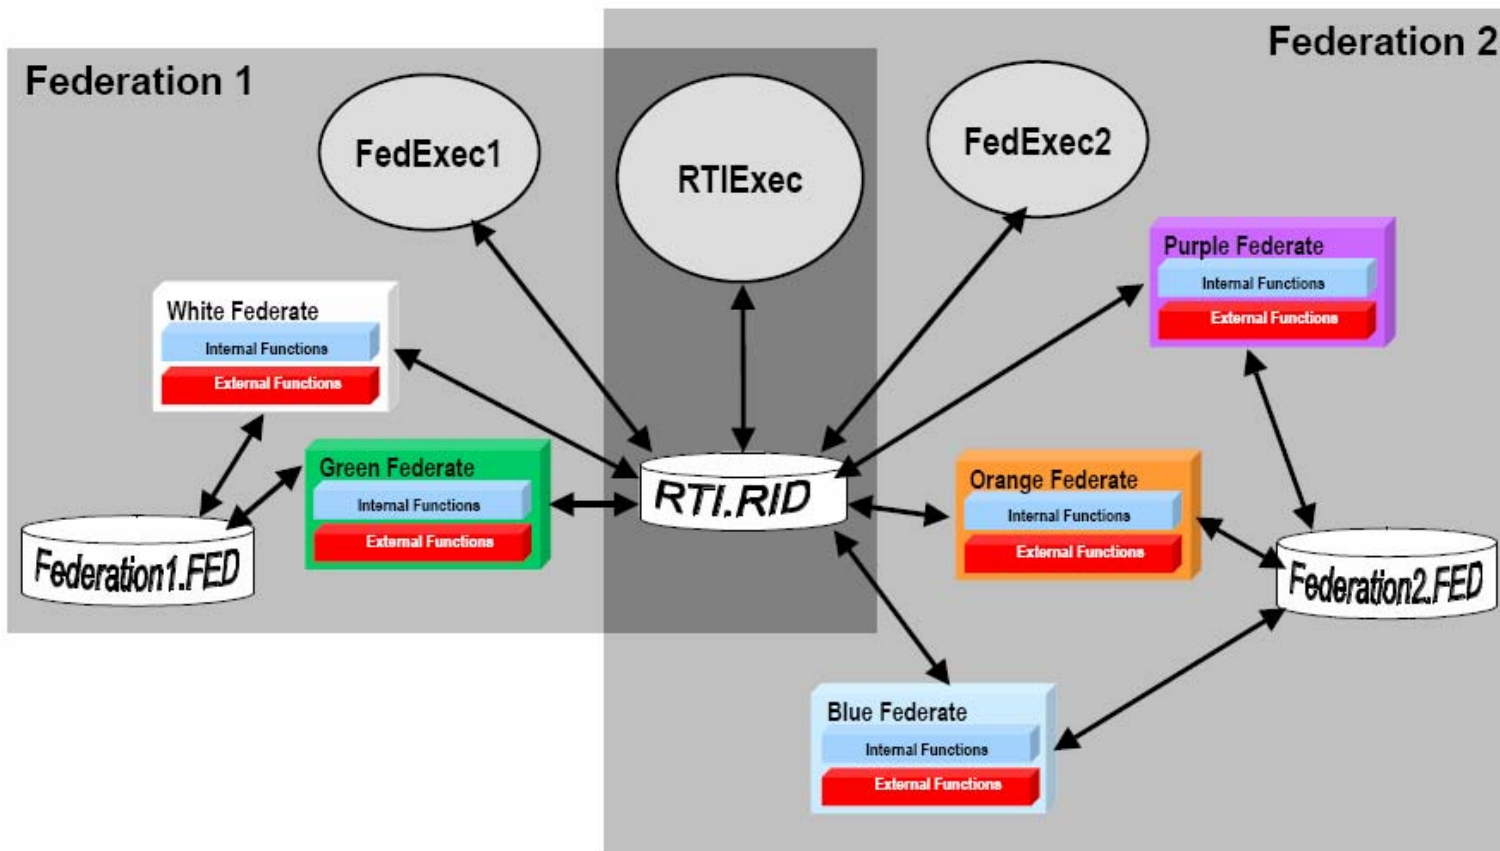 Federation 1
Federation 2
FedExec1
RTIExec
FedExec2
Purple Federate
Internal Functions
External Functions
White Federate
Internal Functions
External Functions
Green Federate
Internal Functions
External Functions
RTI.RID
Orange Federate
Internal Functions
External Functions
Federation1.FED
Federation2.FED
Blue Federate
Internal Functions
External Functions